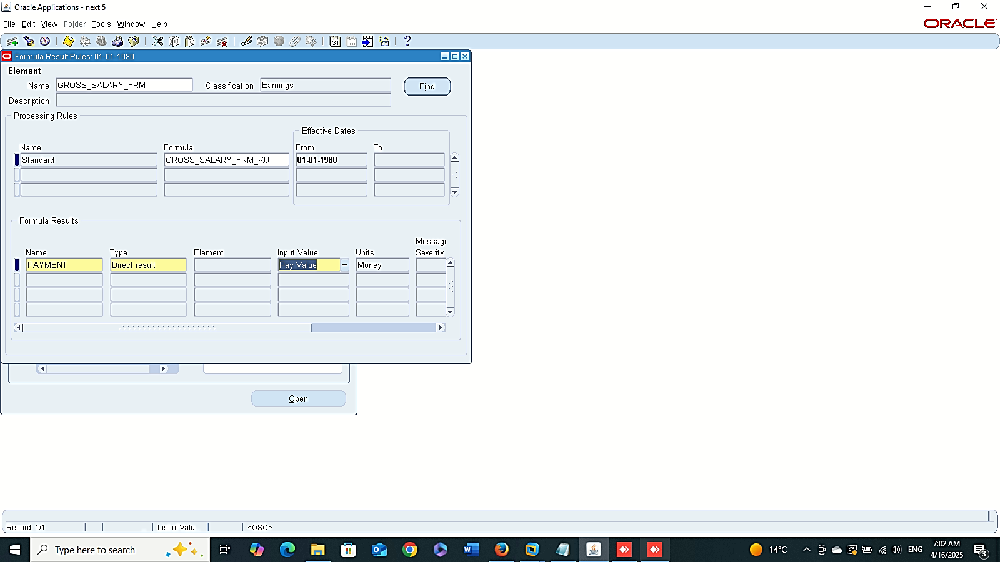 Oracle Applications - next 5
File Edit View Folder Tools Window Help
ORACLE
Formula Result Rules: 01-01-1980
Element
Name GROSS_SALARY_FRM Classification Earnings Find
Description
Processing Rules
Effective Dates
Name Formula From To
Standard GROSS_SALARY_FRM_KU 01-01-1980
Formula Results
Messag
Name Type Element Input Value Units Severity
PAYMENT Direct result Pay Value ... Money
Open
Record: 1/1 ... List of Valu... <OSC>
Type here to search
14°C ENG 7:02 AM
4/16/2025
3